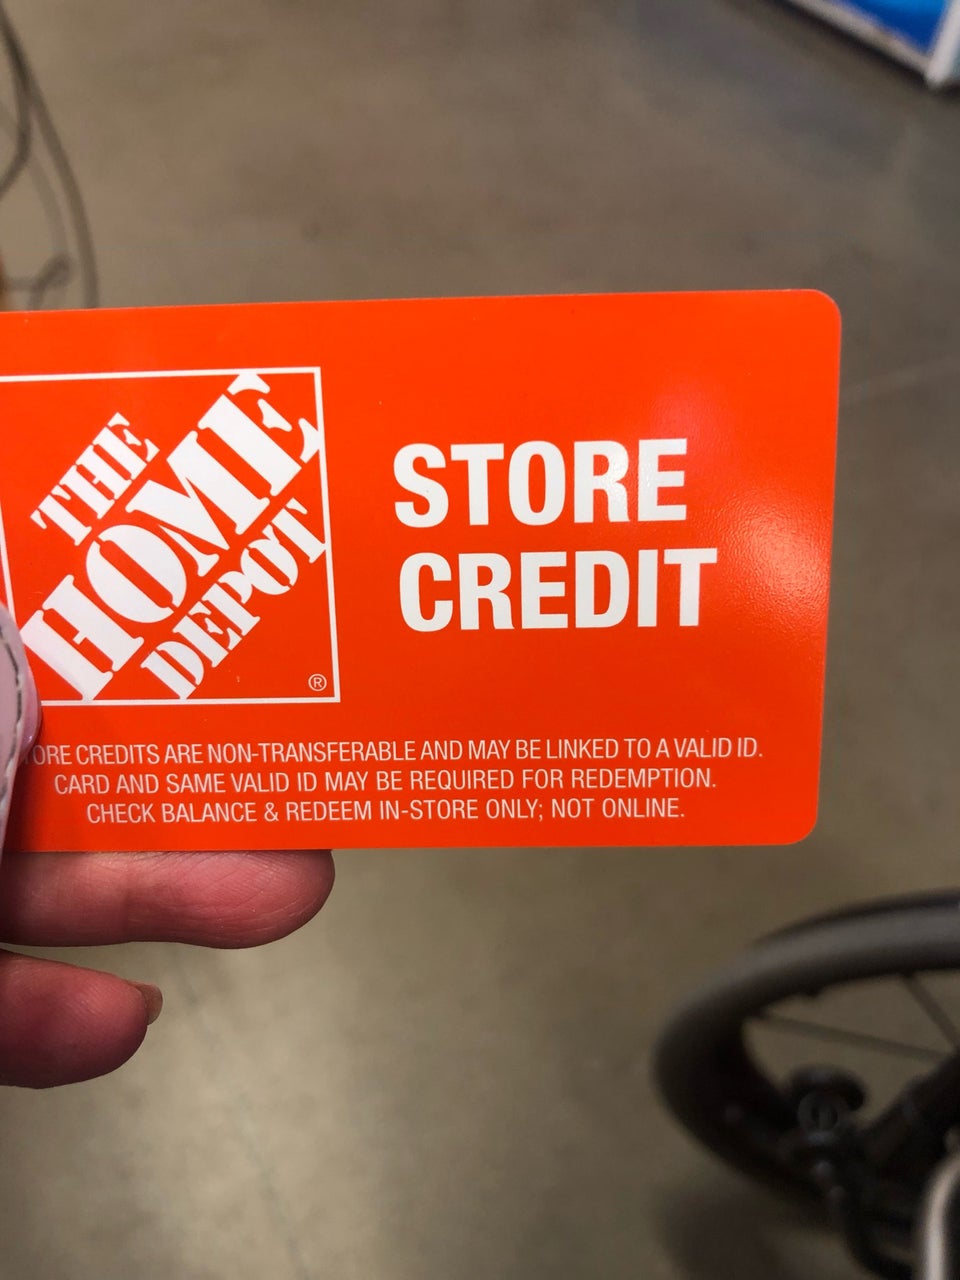 THE
HOME
DEPOT
®
STORE
CREDIT
CREDITS ARE NON-TRANSFERABLE AND MAY BE LINKED TO A VALID ID.
CARD AND SAME VALID ID MAY BE REQUIRED FOR REDEMPTION.
CHECK BALANCE & REDEEM IN-STORE ONLY; NOT ONLINE.